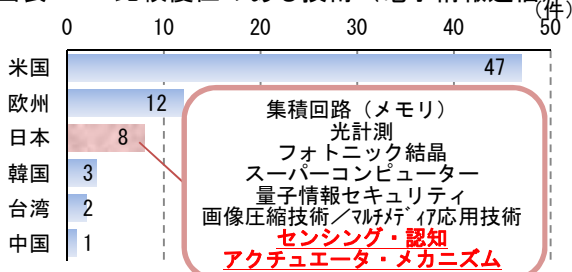 (件)
0 10 20 30 40 50
米国 47
欧州 12
日本 8
韓国 3
台湾 2
中国 1
集積回路（メモリ）
光計測
フォトニック結晶
スーパーコンピューター
量子情報セキュリティ
画像圧縮技術／ﾏﾙﾁﾒﾃﾞｨｱ応用技術
センシング・認知
アクチュエータ・メカニズム